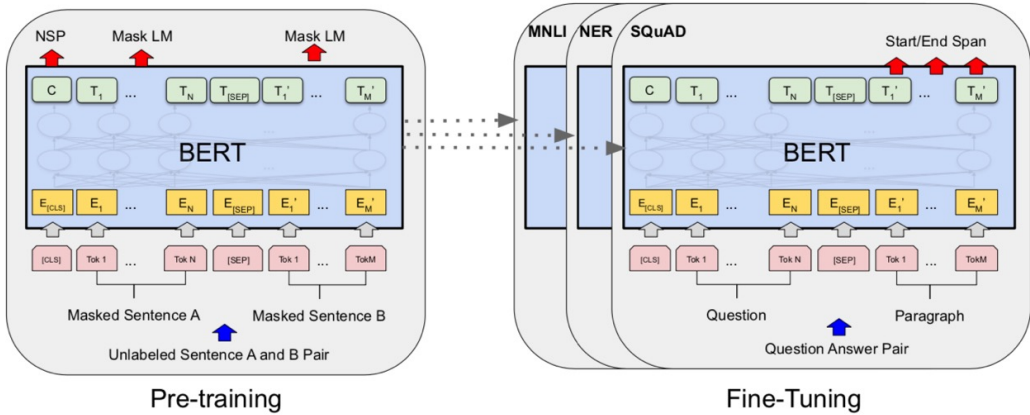 NSP Mask LM Mask LM
C T1 ... TN T[SEP] T1' ... TM'
BERT
E[CLS] E1 ... EN E[SEP] E1' ... EM'
[CLS] Tok 1 ... Tok N [SEP] Tok 1 ... TokM
Masked Sentence A Masked Sentence B
Unlabeled Sentence A and B Pair
Pre-training
MNLI NER SQuAD
Start/End Span
C T1 ... TN T[SEP] T1' ... TM'
BERT
E[CLS] E1 ... EN E[SEP] E1' ... EM'
[CLS] Tok 1 ... Tok N [SEP] Tok 1 ... TokM
Question Paragraph
Question Answer Pair
Fine-Tuning